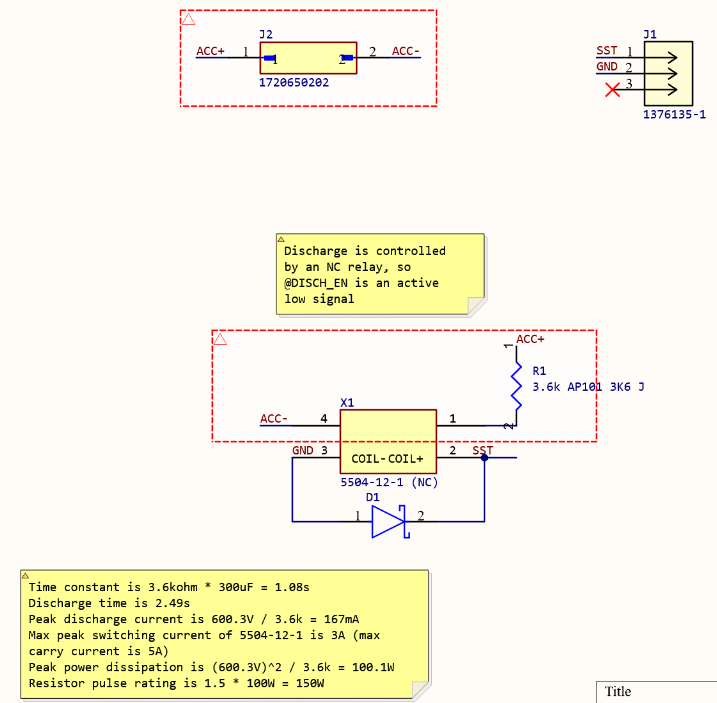 J2
ACC+ 1 1 2 2 ACC-
1720650202
J1
SST 1
GND 2
3
1376135-1
Discharge is controlled
by an NC relay, so
@DISCH_EN is an active
low signal
ACC+
1
R1
3.6k AP101 3K6 J
2
X1
ACC- 4 1
GND 3 COIL- COIL+ 2 SST
5504-12-1 (NC)
D1
1 2
Time constant is 3.6kohm * 300uF = 1.08s
Discharge time is 2.49s
Peak discharge current is 600.3V / 3.6k = 167mA
Max peak switching current of 5504-12-1 is 3A (max
carry current is 5A)
Peak power dissipation is (600.3V)^2 / 3.6k = 100.1W
Resistor pulse rating is 1.5 * 100W = 150W
Title